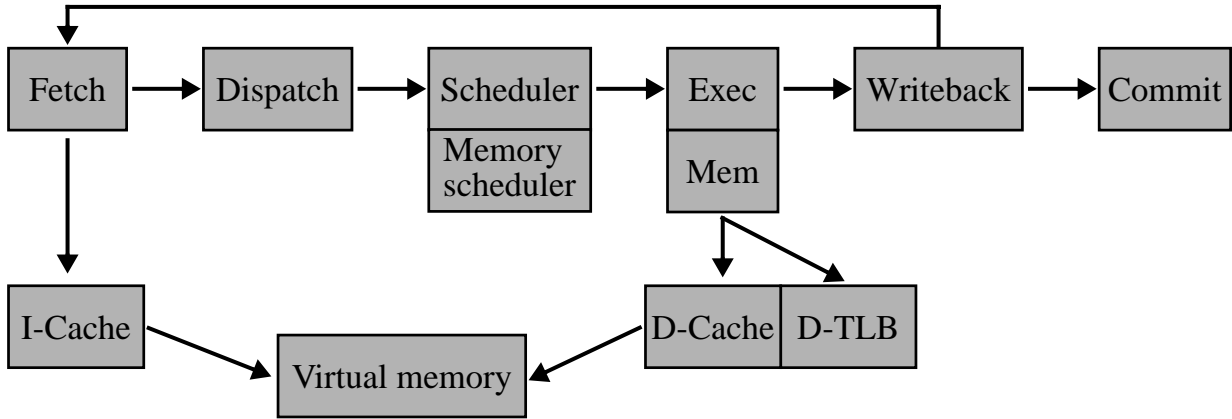 Fetch
Dispatch
Scheduler
Exec
Writeback
Commit
Memory
scheduler
Mem
I-Cache
D-Cache
D-TLB
Virtual memory